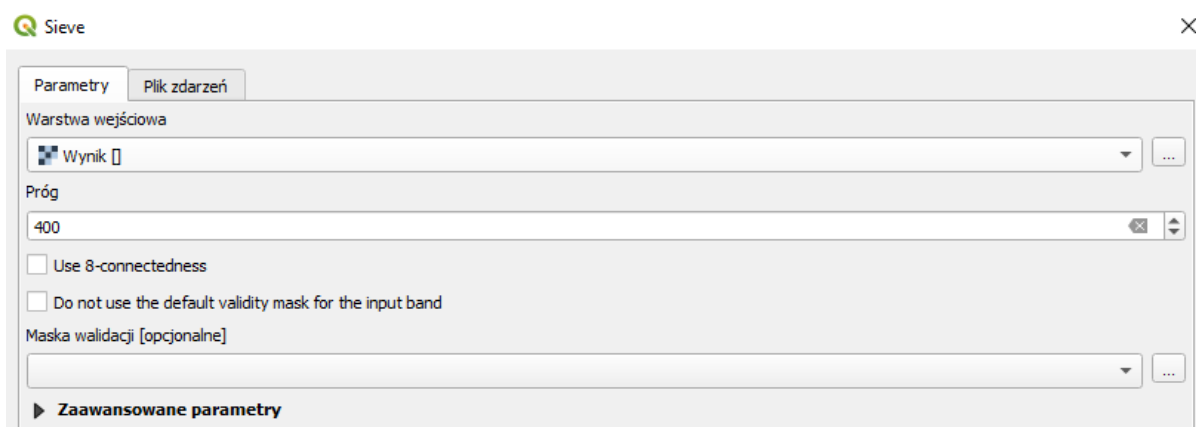 Sieve
Parametry
Plik zdarzeń
Warstwa wejściowa
Wynik []
...
Próg
400
Use 8-connectedness
Do not use the default validity mask for the input band
Maska walidacji [opcjonalne]
...
Zaawansowane parametry